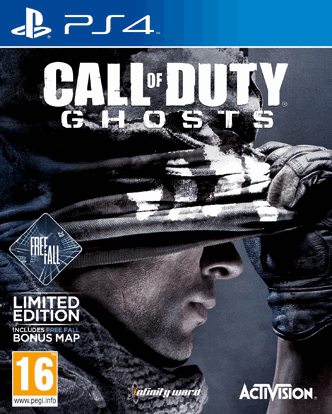 PS4
CALL OF DUTY®
GHOSTS
FREE
FALL
LIMITED
EDITION
INCLUDES FREE FALL
BONUS MAP
16
www.pegi.info
infinity ward
ACTIVISION®